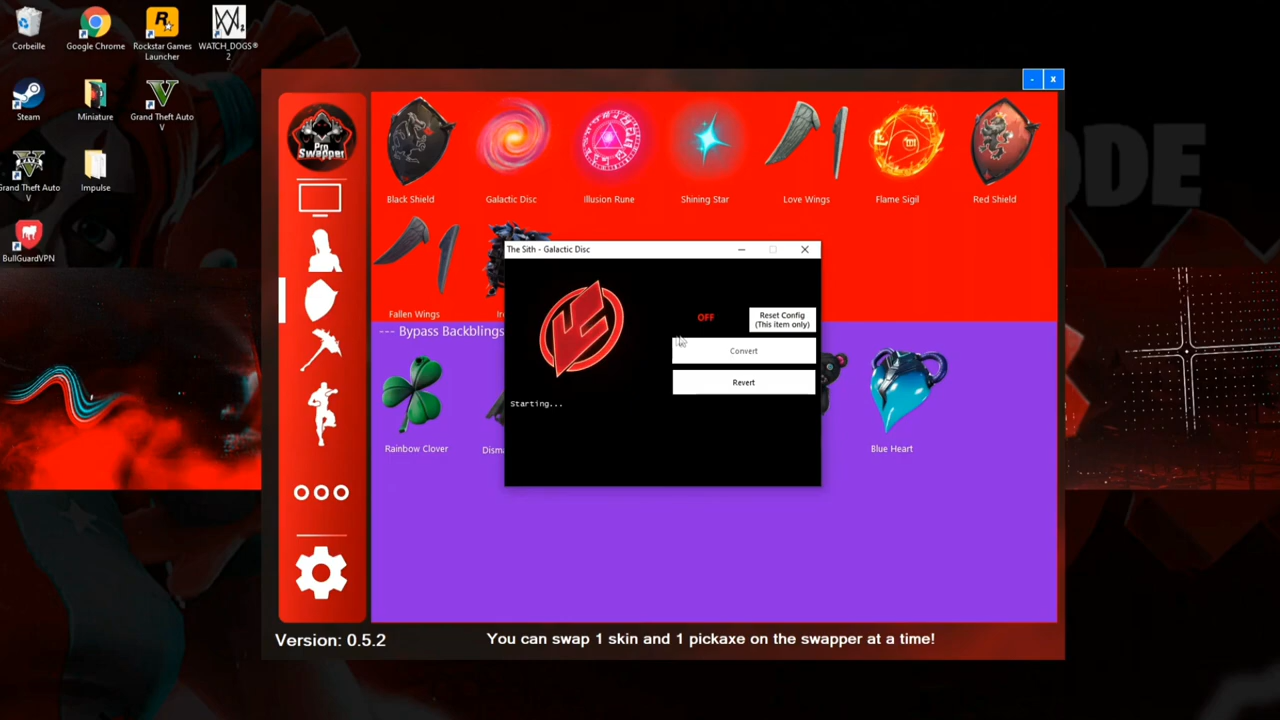 Corbeille
Google Chrome
Rockstar Games
Launcher
WATCH_DOGS®
2
Steam
Miniature
Grand Theft Auto
V
Grand Theft Auto
V
Impulse
BullGuardVPN
ODE
- x
Pro
Swapper
Black Shield
Galactic Disc
Illusion Rune
Shining Star
Love Wings
Flame Sigil
Red Shield
Fallen Wings
--- Bypass Backblings
Rainbow Clover
Blue Heart
The Sith - Galactic Disc
OFF
Reset Config
(This item only)
Convert
Revert
Starting...
Version: 0.5.2
You can swap 1 skin and 1 pickaxe on the swapper at a time!